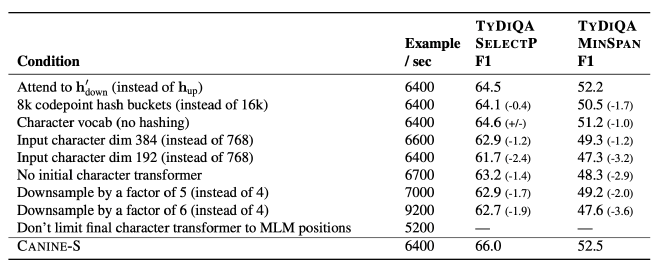 Condition Example / sec TYDIQA SELECTP F1 TYDIQA MINSPAN F1
Attend to h′down (instead of hup) 6400 64.5 52.2
8k codepoint hash buckets (instead of 16k) 6400 64.1 (-0.4) 50.5 (-1.7)
Character vocab (no hashing) 6400 64.6 (+/-) 51.2 (-1.0)
Input character dim 384 (instead of 768) 6600 62.9 (-1.2) 49.3 (-1.2)
Input character dim 192 (instead of 768) 6400 61.7 (-2.4) 47.3 (-3.2)
No initial character transformer 6700 63.2 (-1.4) 48.3 (-2.9)
Downsample by a factor of 5 (instead of 4) 7000 62.9 (-1.7) 49.2 (-2.0)
Downsample by a factor of 6 (instead of 4) 9200 62.7 (-1.9) 47.6 (-3.6)
Don't limit final character transformer to MLM positions 5200 — —
CANINE-S 6400 66.0 52.5